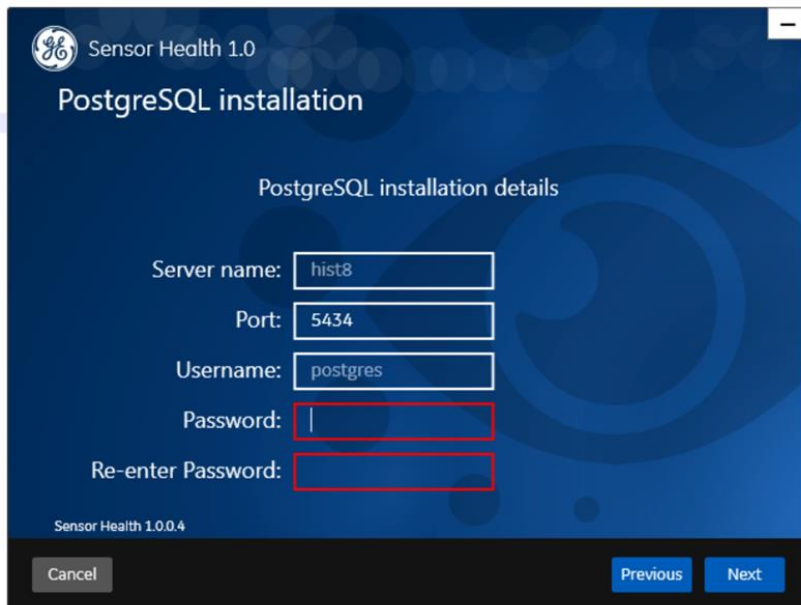 Sensor Health 1.0
PostgreSQL installation
PostgreSQL installation details
Server name: hist8
Port: 5434
Username: postgres
Password:
Re-enter Password:
Sensor Health 1.0.0.4
Cancel Previous Next